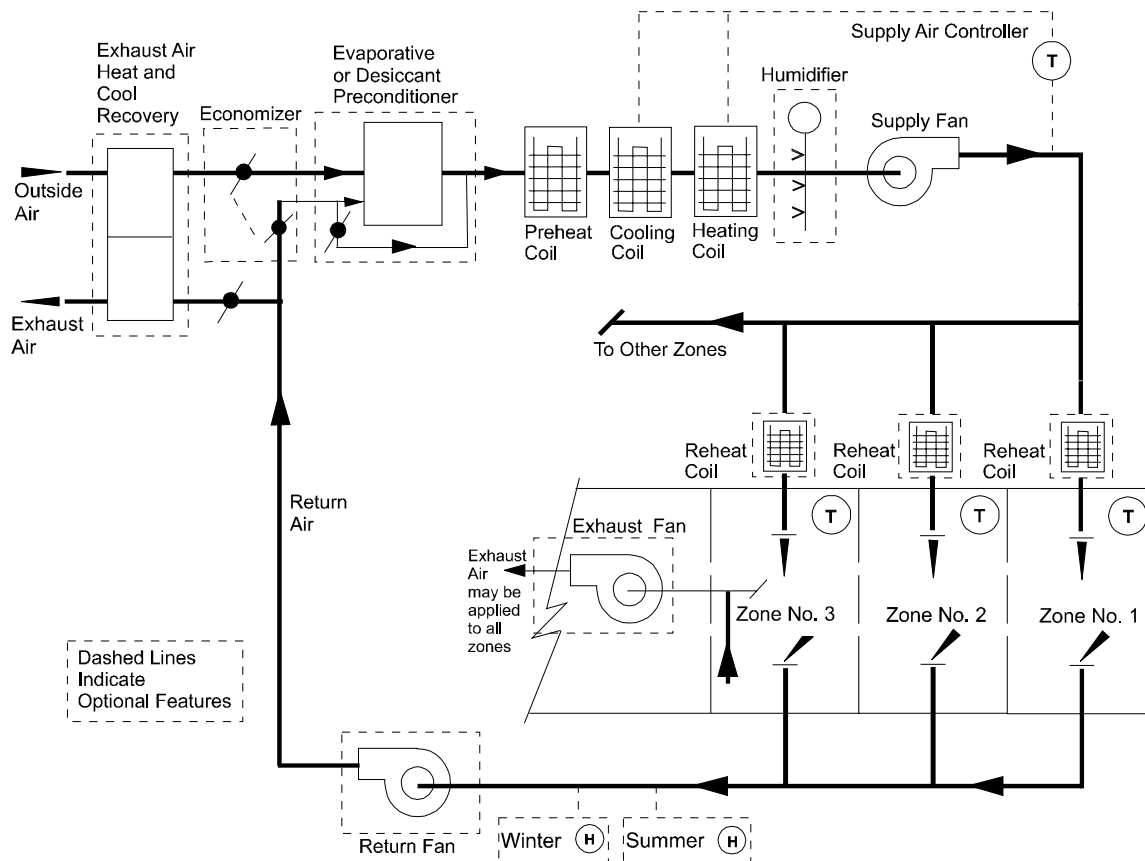 Exhaust Air
Heat and
Cool
Recovery
Economizer
Evaporative
or Desiccant
Preconditioner
Supply Air Controller
T
Humidifier
Supply Fan
Outside
Air
Preheat
Coil
Cooling
Coil
Heating
Coil
Exhaust
Air
To Other Zones
Reheat
Coil
Reheat
Coil
Reheat
Coil
Return
Air
T
T
T
Exhaust Fan
Exhaust
Air
may be
applied
to all
zones
Zone No. 3
Zone No. 2
Zone No. 1
Dashed Lines
Indicate
Optional Features
Return Fan
Winter H
Summer H